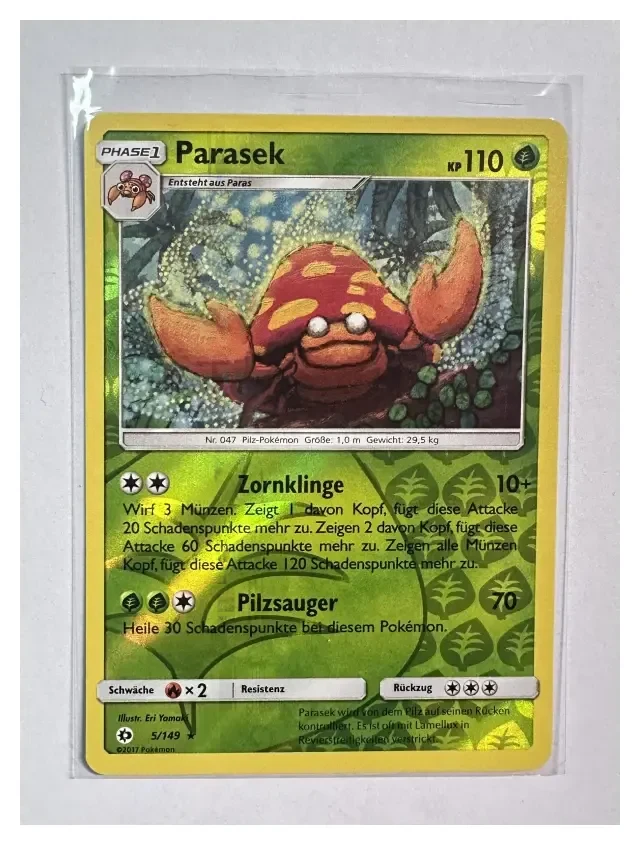 PHASE 1
Parasek
KP 110
Entsteht aus Paras
Nr. 047 Pilz-Pokémon Größe: 1,0 m Gewicht: 29,5 kg
Zornklinge 10+
Wirf 3 Münzen. Zeigt 1 davon Kopf, fügt diese Attacke
20 Schadenspunkte mehr zu. Zeigen 2 davon Kopf, fügt diese
Attacke 60 Schadenspunkte mehr zu. Zeigen alle Münzen
Kopf, fügt diese Attacke 120 Schadenspunkte mehr zu.
Pilzsauger 70
Heile 30 Schadenspunkte bei diesem Pokémon.
Schwäche × 2 Resistenz Rückzug
Illustr. Eri Yamaki
5/149 ★
©2017 Pokémon
Parasek wird von dem Pilz auf seinen Rücken
kontrolliert. Es ist oft mit Lamellux in
Revierstreitigkeiten verstrickt.